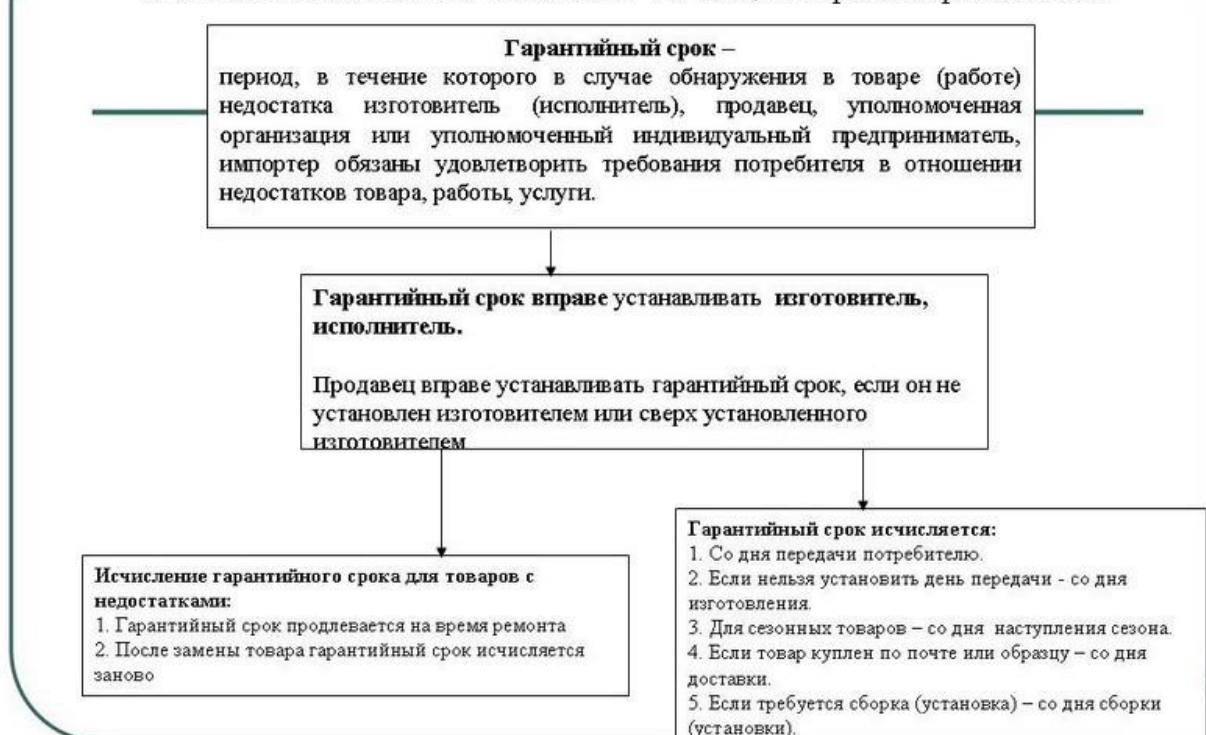 Гарантийный срок –
период, в течение которого в случае обнаружения в товаре (работе)
недостатка изготовитель (исполнитель), продавец, уполномоченная
организация или уполномоченный индивидуальный предприниматель,
импортер обязаны удовлетворить требования потребителя в отношении
недостатков товара, работы, услуги.
Гарантийный срок вправе устанавливать изготовитель,
исполнитель.
Продавец вправе устанавливать гарантийный срок, если он не
установлен изготовителем или сверх установленного
изготовителем
Исчисление гарантийного срока для товаров с
недостатками:
1. Гарантийный срок продлевается на время ремонта
2. После замены товара гарантийный срок исчисляется
заново
Гарантийный срок исчисляется:
1. Со дня передачи потребителю.
2. Если нельзя установить день передачи - со дня
изготовления.
3. Для сезонных товаров – со дня наступления сезона.
4. Если товар куплен по почте или образцу – со дня
доставки.
5. Если требуется сборка (установка) – со дня сборки
(установки).